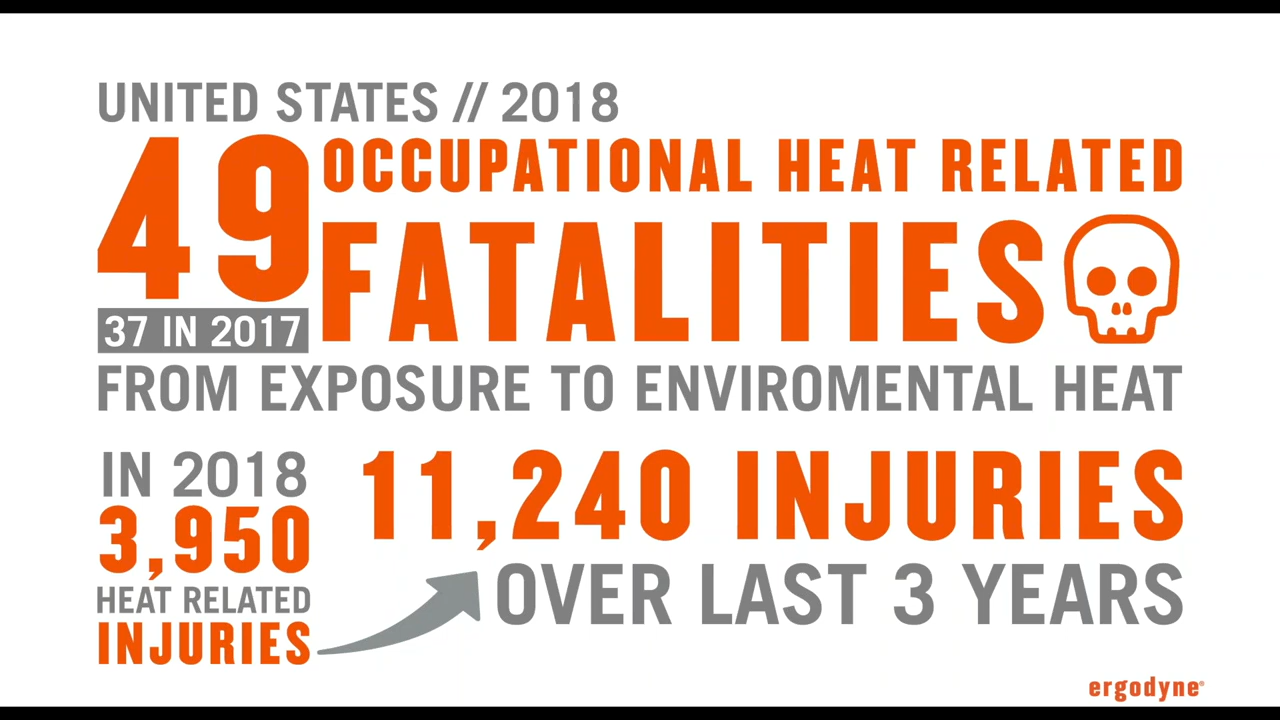 UNITED STATES // 2018
49 OCCUPATIONAL HEAT RELATED
FATALITIES
37 IN 2017
FROM EXPOSURE TO ENVIROMENTAL HEAT
IN 2018
3,950
HEAT RELATED
INJURIES
11,240 INJURIES
OVER LAST 3 YEARS
ergodyne®